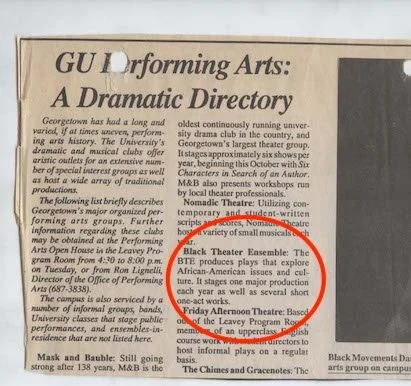 GU Performing Arts:
A Dramatic Directory
Georgetown has had a long and
varied, if at times uneven, perform-
ing arts history. The University's
dramatic and musical clubs offer
artistic outlets for an extensive num-
ber of special interest groups as well
as host a wide array of traditional
productions.
The following list briefly describes
Georgetown's major organized per-
forming arts groups. Further
information regarding these clubs
may be obtained at the Performing
Arts Open House in the Leavey Pro-
gram Room from 4:30 to 8:00 p.m.
on Tuesday, or from Ron Lignelli,
Director of the Office of Performing
Arts (687-3838).
The campus is also serviced by a
number of informal groups, bands,
University classes that stage public
performances, and ensembles-in-
residence that are not listed here.
Mask and Bauble: Still going
strong after 138 years, M&B is the
oldest continuously running univer-
sity drama club in the country, and
Georgetown's largest theater group.
It stages approximately six shows per
year, beginning this October with Six
Characters in Search of an Author.
M&B also presents workshops run
by local theater professionals.
Nomadic Theatre: Utilizing con-
temporary and student-written
scripts and scores, Nomadic Theatre
hosts a variety of small musicals each
year.
Black Theater Ensemble: The
BTE produces plays that explore
African-American issues and cul-
ture. It stages one major production
each year as well as several short
one-act works.
Friday Afternoon Theatre: Based
out of the Leavey Program Room,
members of an upperclass English
course work with student directors to
host informal plays on a regular
basis.
The Chimes and Gracenotes: The
Black Movements Da
arts group on campu